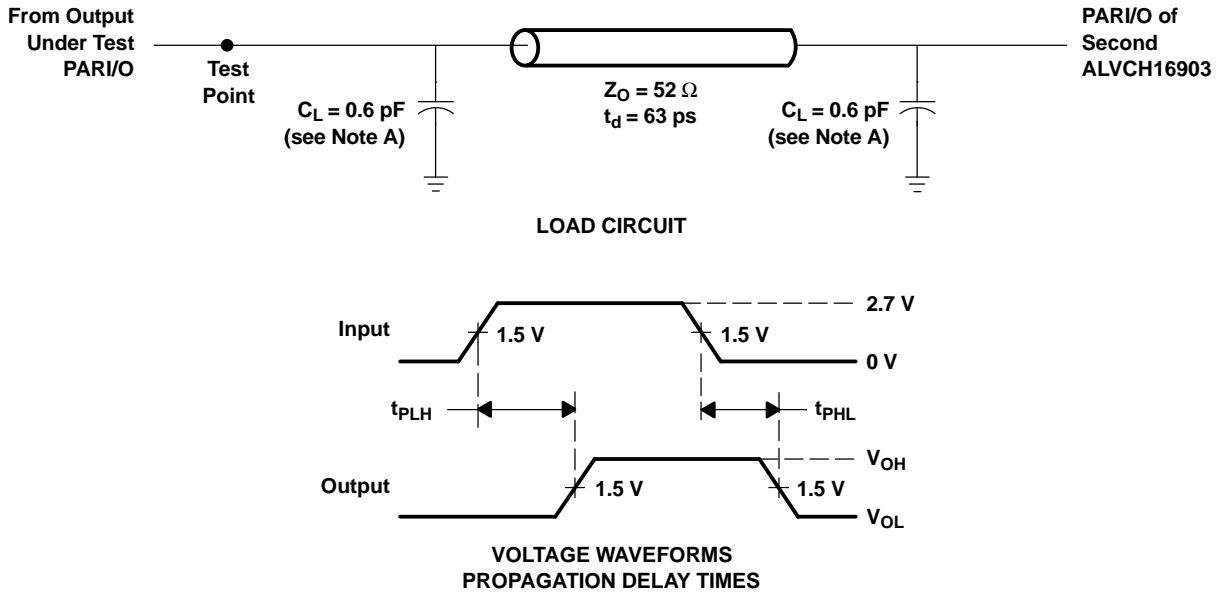 From Output
Under Test
PARI/O
Test
Point
C_L = 0.6 pF
(see Note A)
Z_O = 52 Ω
t_d = 63 ps
C_L = 0.6 pF
(see Note A)
PARI/O of
Second
ALVCH16903
LOAD CIRCUIT
Input
1.5 V
1.5 V
2.7 V
0 V
t_PLH
t_PHL
Output
1.5 V
1.5 V
V_OH
V_OL
VOLTAGE WAVEFORMS
PROPAGATION DELAY TIMES